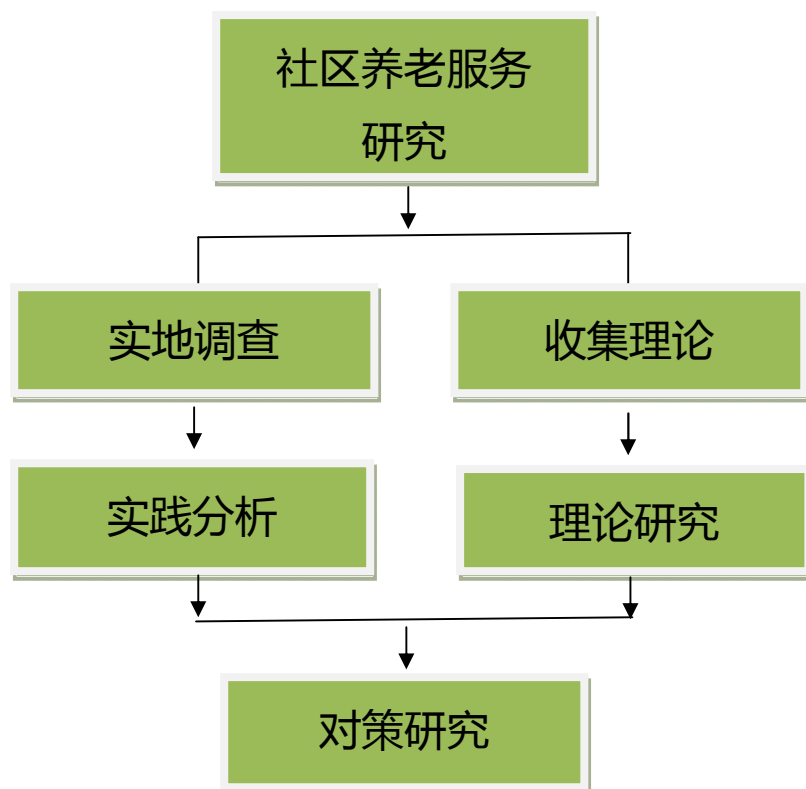 社区养老服务
研究
实地调查
收集理论
实践分析
理论研究
对策研究